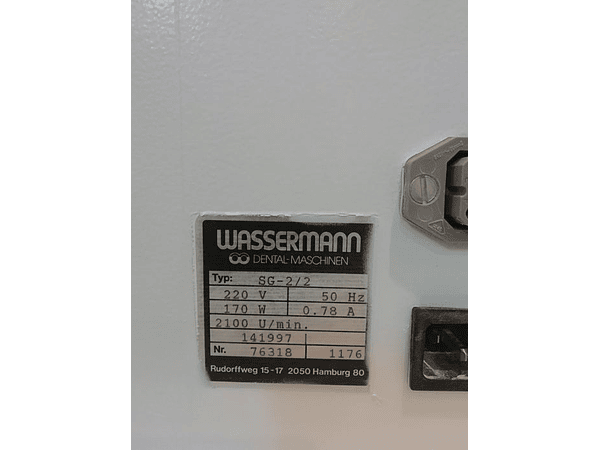 WASSERMANN
DENTAL-MASCHINEN
Typ: SG-2/2
220 V 50 Hz
170 W 0.78 A
2100 U/min.
141997
Nr. 76318 1176
Rudorffweg 15-17 2050 Hamburg 80